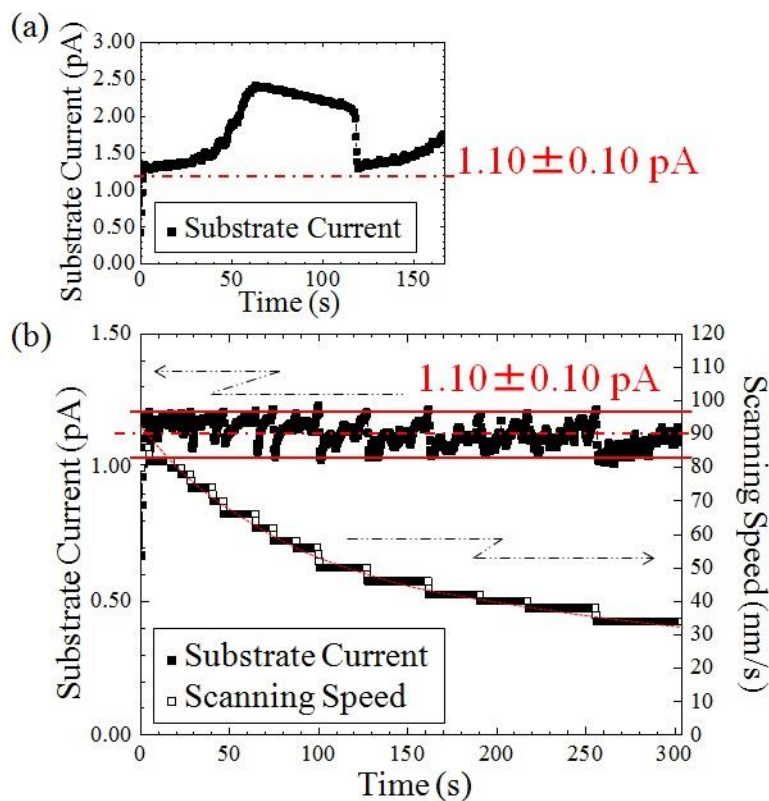 (a)
3.00
2.50
2.00
1.50
1.00
0.50
0.00
Substrate Current (pA)
1.10±0.10 pA
■ Substrate Current
0 50 100 150
Time (s)
(b)
1.50
1.00
0.50
0.00
Substrate Current (pA)
1.10±0.10 pA
120
110
100
90
80
70
60
50
40
30
20
10
0
Scanning Speed (nm/s)
■ Substrate Current
□ Scanning Speed
0 50 100 150 200 250 300
Time (s)